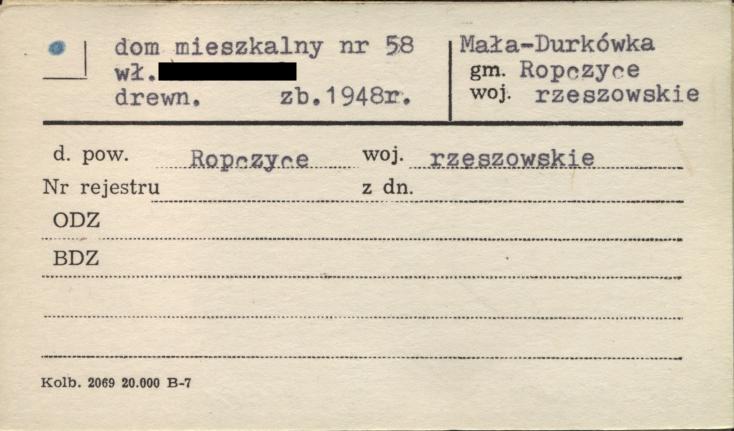 dom mieszkalny nr 58
wł.
drewn. zb.1948r.
Mała-Durkówka
gm. Ropczyce
woj. rzeszowskie
d. pow. Ropczyce woj. rzeszowskie
Nr rejestru z dn.
ODZ
BDZ
Kolb. 2069 20.000 B-7